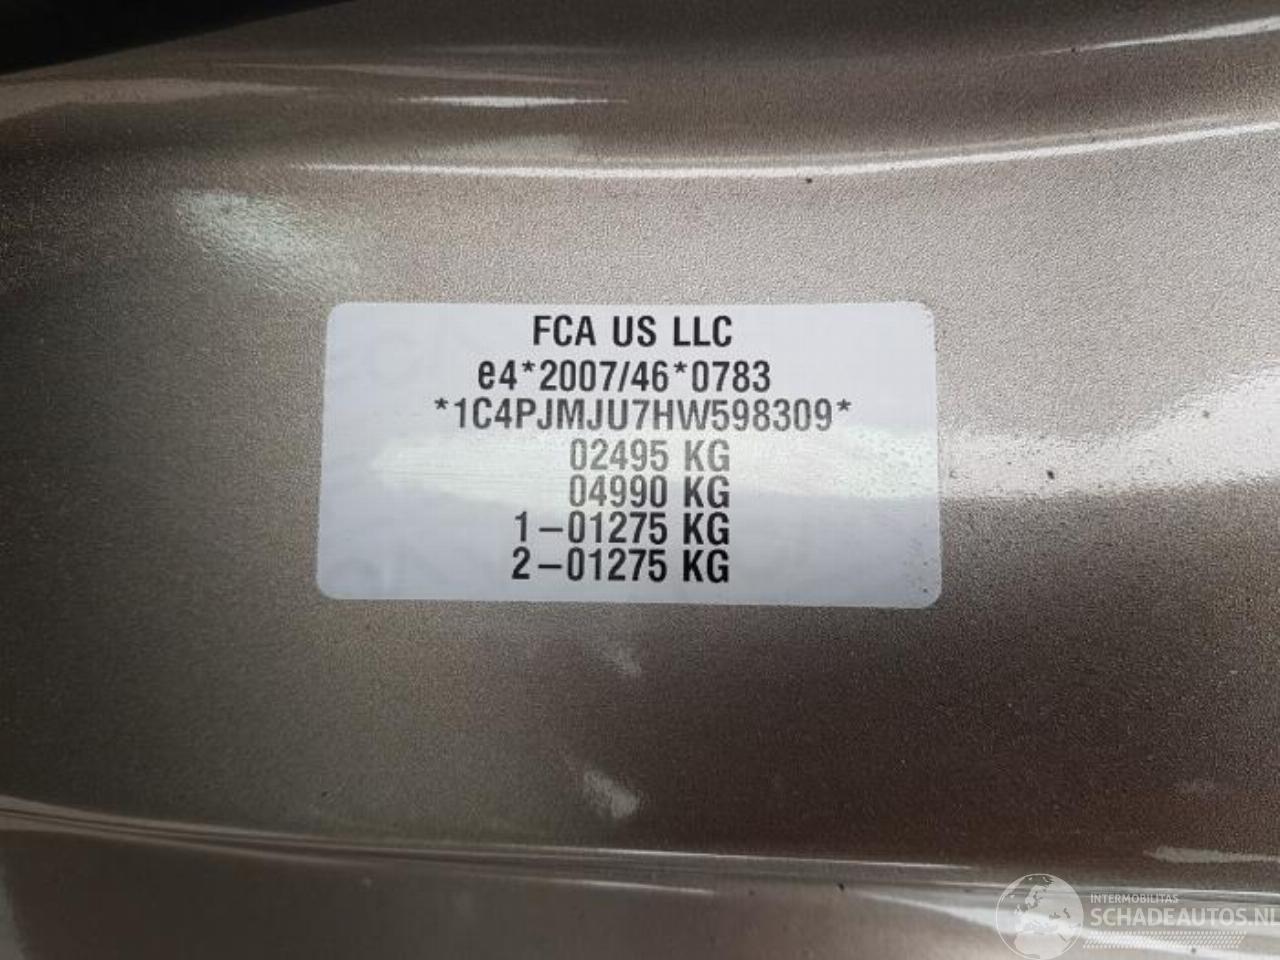 FCA US LLC
e4*2007/46*0783
*1C4PJMJU7HW598309*
02495 KG
04990 KG
1-01275 KG
2-01275 KG
INTERMOBILITAS
SCHADEAUTOS.NL